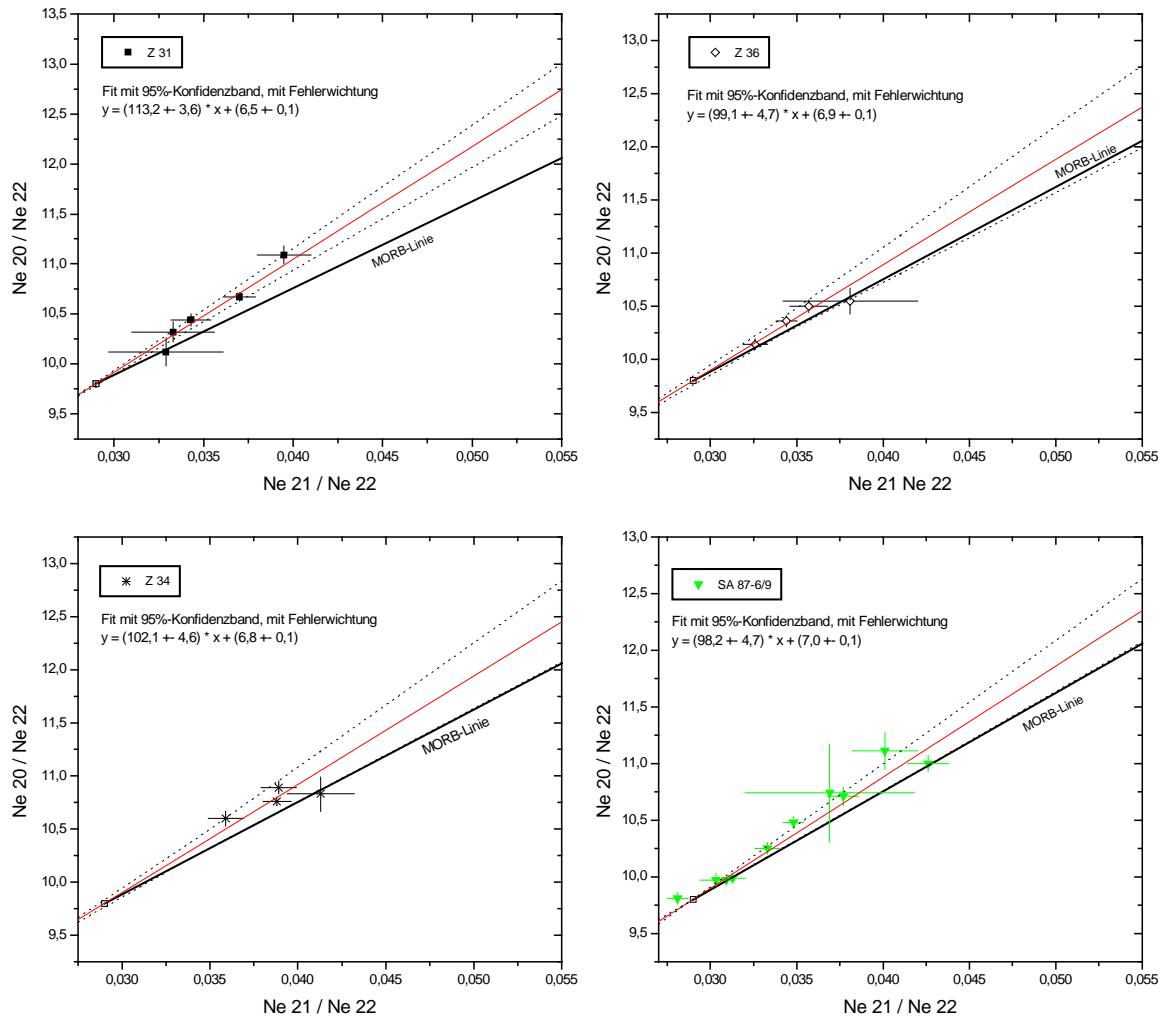 Z 31
Fit mit 95%-Konfidenzband, mit Fehlerwichtung
y = (113,2 +- 3,6) * x + (6,5 +- 0,1)
MORB-Linie
Ne 20 / Ne 22
13,5
13,0
12,5
12,0
11,5
11,0
10,5
10,0
9,5
0,030
0,035
0,040
0,045
0,050
0,055
Ne 21 / Ne 22
Z 36
Fit mit 95%-Konfidenzband, mit Fehlerwichtung
y = (99,1 +- 4,7) * x + (6,9 +- 0,1)
MORB-Linie
Ne 20 / Ne 22
13,0
12,5
12,0
11,5
11,0
10,5
10,0
9,5
0,030
0,035
0,040
0,045
0,050
0,055
Ne 21 Ne 22
Z 34
Fit mit 95%-Konfidenzband, mit Fehlerwichtung
y = (102,1 +- 4,6) * x + (6,8 +- 0,1)
MORB-Linie
Ne 20 / Ne 22
13,0
12,5
12,0
11,5
11,0
10,5
10,0
9,5
0,030
0,035
0,040
0,045
0,050
0,055
Ne 21 / Ne 22
SA 87-6/9
Fit mit 95%-Konfidenzband, mit Fehlerwichtung
y = (98,2 +- 4,7) * x + (7,0 +- 0,1)
MORB-Linie
Ne 20 / Ne 22
13,0
12,5
12,0
11,5
11,0
10,5
10,0
9,5
0,030
0,035
0,040
0,045
0,050
0,055
Ne 21 / Ne 22